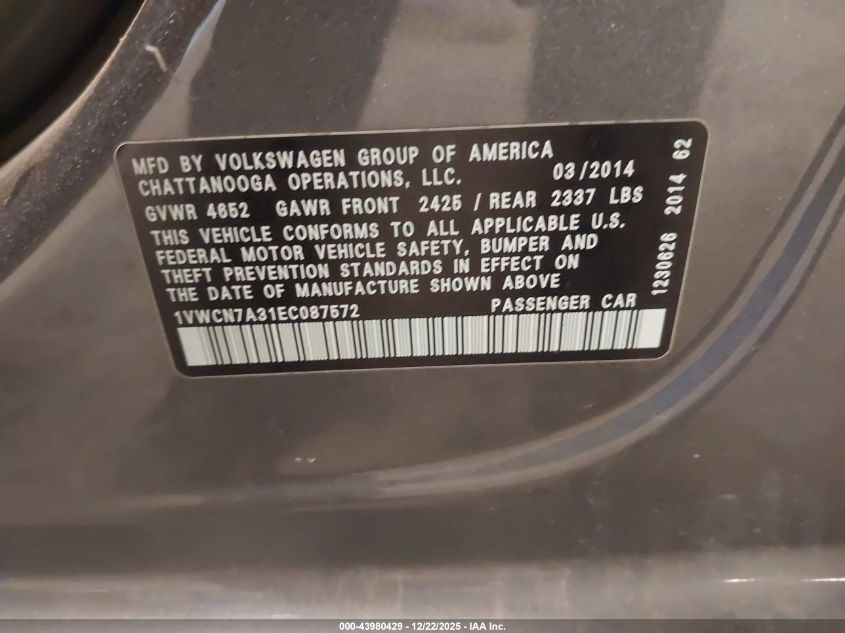 MFD BY VOLKSWAGEN GROUP OF AMERICA
CHATTANOOGA OPERATIONS, LLC. 03/2014
GVWR 4652 GAWR FRONT 2425 / REAR 2337 LBS
THIS VEHICLE CONFORMS TO ALL APPLICABLE U.S.
FEDERAL MOTOR VEHICLE SAFETY, BUMPER AND
THEFT PREVENTION STANDARDS IN EFFECT ON
THE DATE OF MANUFACTURE SHOWN ABOVE
1VWCN7A31EC087572 PASSENGER CAR
1230626 2014 62
000-43980429 - 12/22/2025 - IAA Inc.